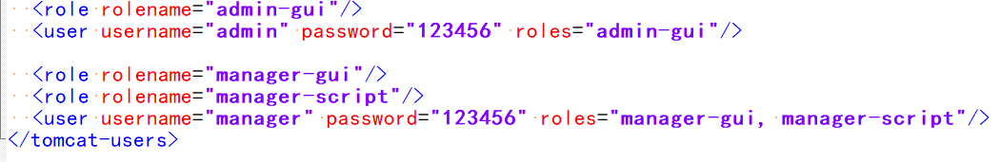 <role rolename="admin-gui"/>
<user username="admin" password="123456" roles="admin-gui"/>
<role rolename="manager-gui"/>
<role rolename="manager-script"/>
<user username="manager" password="123456" roles="manager-gui, manager-script"/>
</tomcat-users>